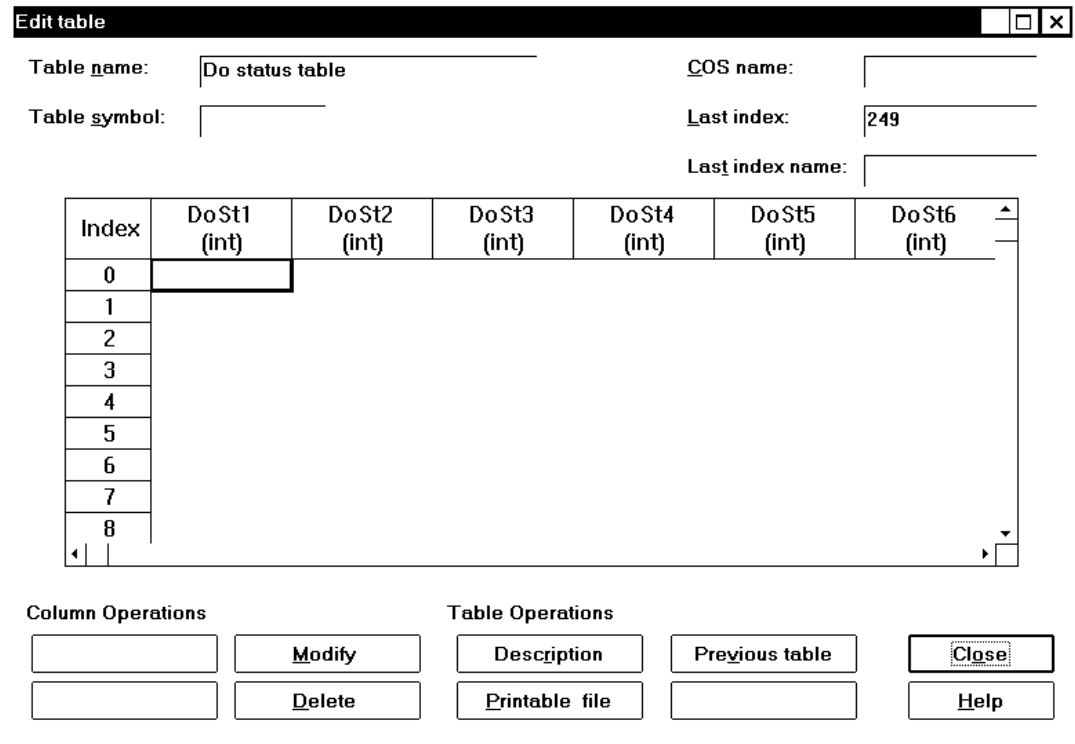 Edit table
Table name: Do status table COS name:
Table symbol: Last index: 249
Last index name:
Index DoSt1 (int) DoSt2 (int) DoSt3 (int) DoSt4 (int) DoSt5 (int) DoSt6 (int)
0
1
2
3
4
5
6
7
8
Column Operations Table Operations
Modify Description Previous table Close
Delete Printable file Help